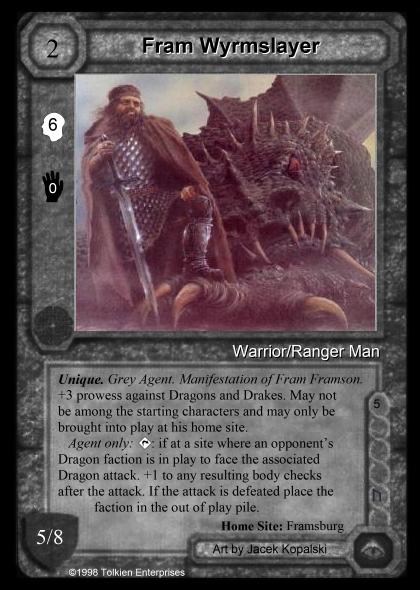 2
Fram Wyrmslayer
6
0
Warrior/Ranger Man
Unique. Grey Agent. Manifestation of Fram Framson.
+3 prowess against Dragons and Drakes. May not
be among the starting characters and may only be
brought into play at his home site.
Agent only: : if at a site where an opponent's
Dragon faction is in play to face the associated
Dragon attack. +1 to any resulting body checks
after the attack. If the attack is defeated place the
faction in the out of play pile.
5
Home Site: Framsburg
5/8
Art by Jacek Kopalski
©1998 Tolkien Enterprises